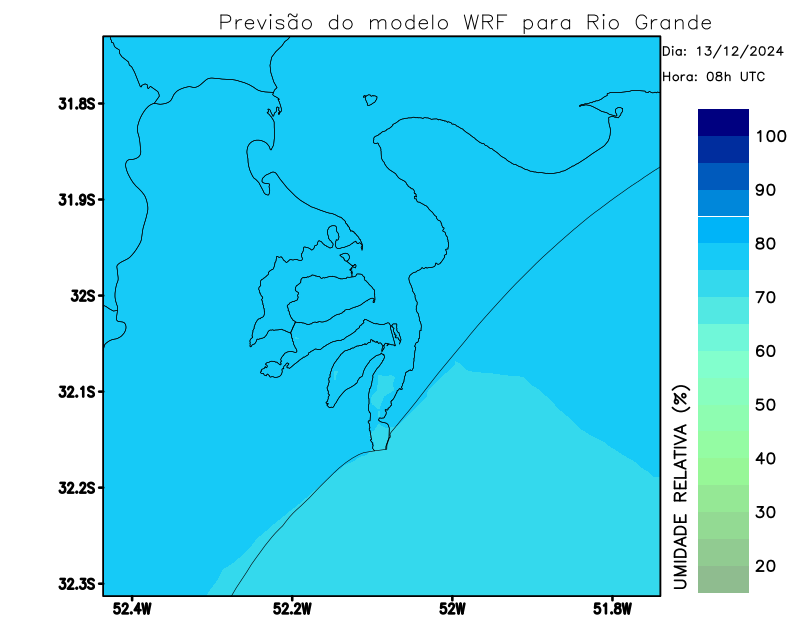 Previsão do modelo WRF para Rio Grande
Dia: 13/12/2024
Hora: 08h UTC
31.8S
31.9S
32S
32.1S
32.2S
32.3S
52.4W
52.2W
52W
51.8W
UMIDADE RELATIVA (%)
100
90
80
70
60
50
40
30
20